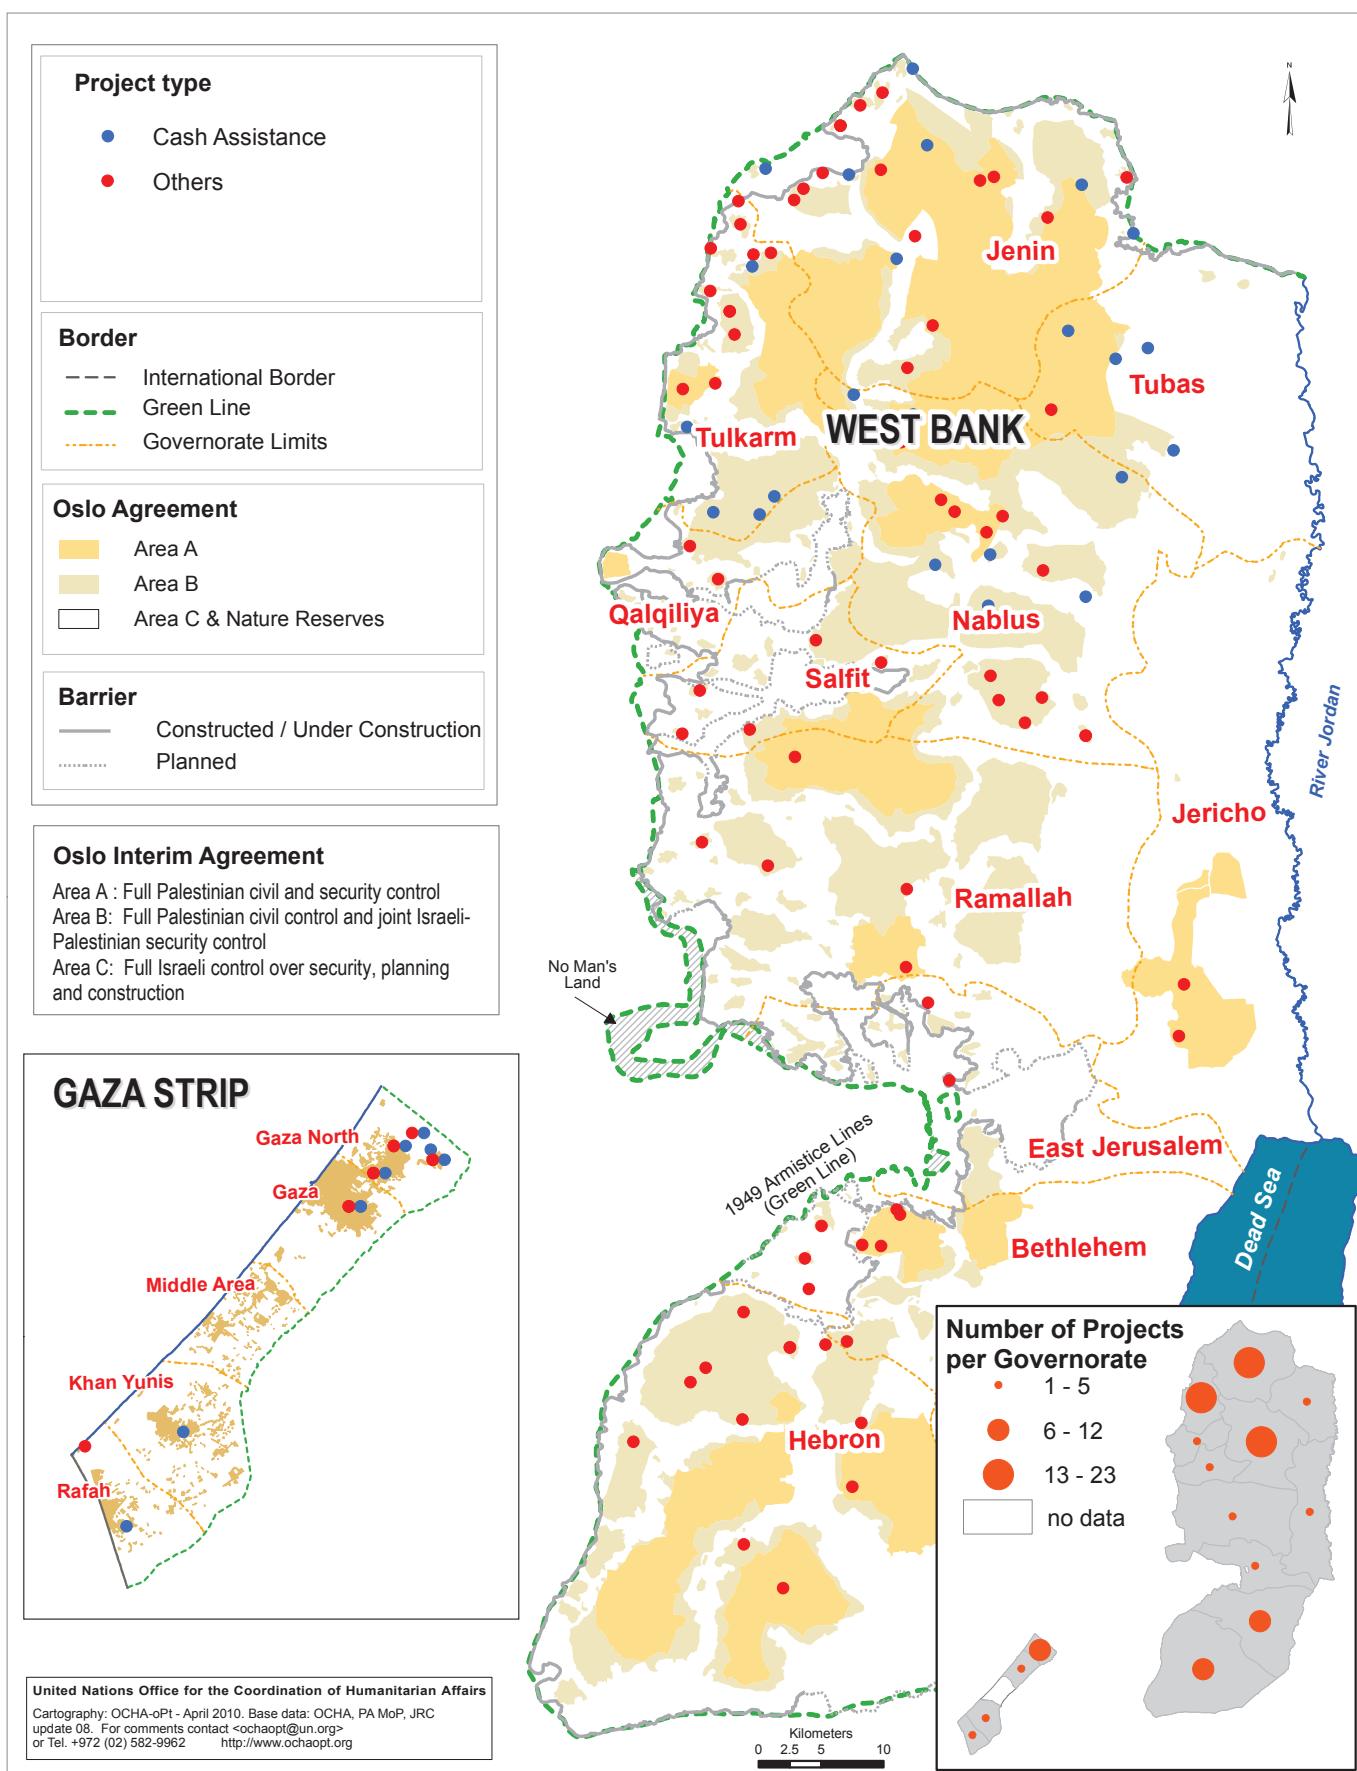 Project type
Cash Assistance
Others
Border
International Border
Green Line
Governorate Limits
Oslo Agreement
Area A
Area B
Area C & Nature Reserves
Barrier
Constructed / Under Construction
Planned
Oslo Interim Agreement
Area A : Full Palestinian civil and security control
Area B: Full Palestinian civil control and joint Israeli-
Palestinian security control
Area C: Full Israeli control over security, planning
and construction
GAZA STRIP
Gaza North
Gaza
Middle Area
Khan Yunis
Rafah
United Nations Office for the Coordination of Humanitarian Affairs
Cartography: OCHA-oPt - April 2010. Base data: OCHA, PA MoP, JRC
update 08. For comments contact <ochaopt@un.org>
or Tel. +972 (02) 582-9962 http://www.ochaopt.org
N
Jenin
Tubas
WEST BANK
Tulkarm
Qalqiliya
Nablus
Salfit
River Jordan
Jericho
Ramallah
No Man's
Land
1949 Armistice Lines
(Green Line)
East Jerusalem
Dead Sea
Bethlehem
Hebron
Number of Projects
per Governorate
1 - 5
6 - 12
13 - 23
no data
Kilometers
0 2.5 5 10